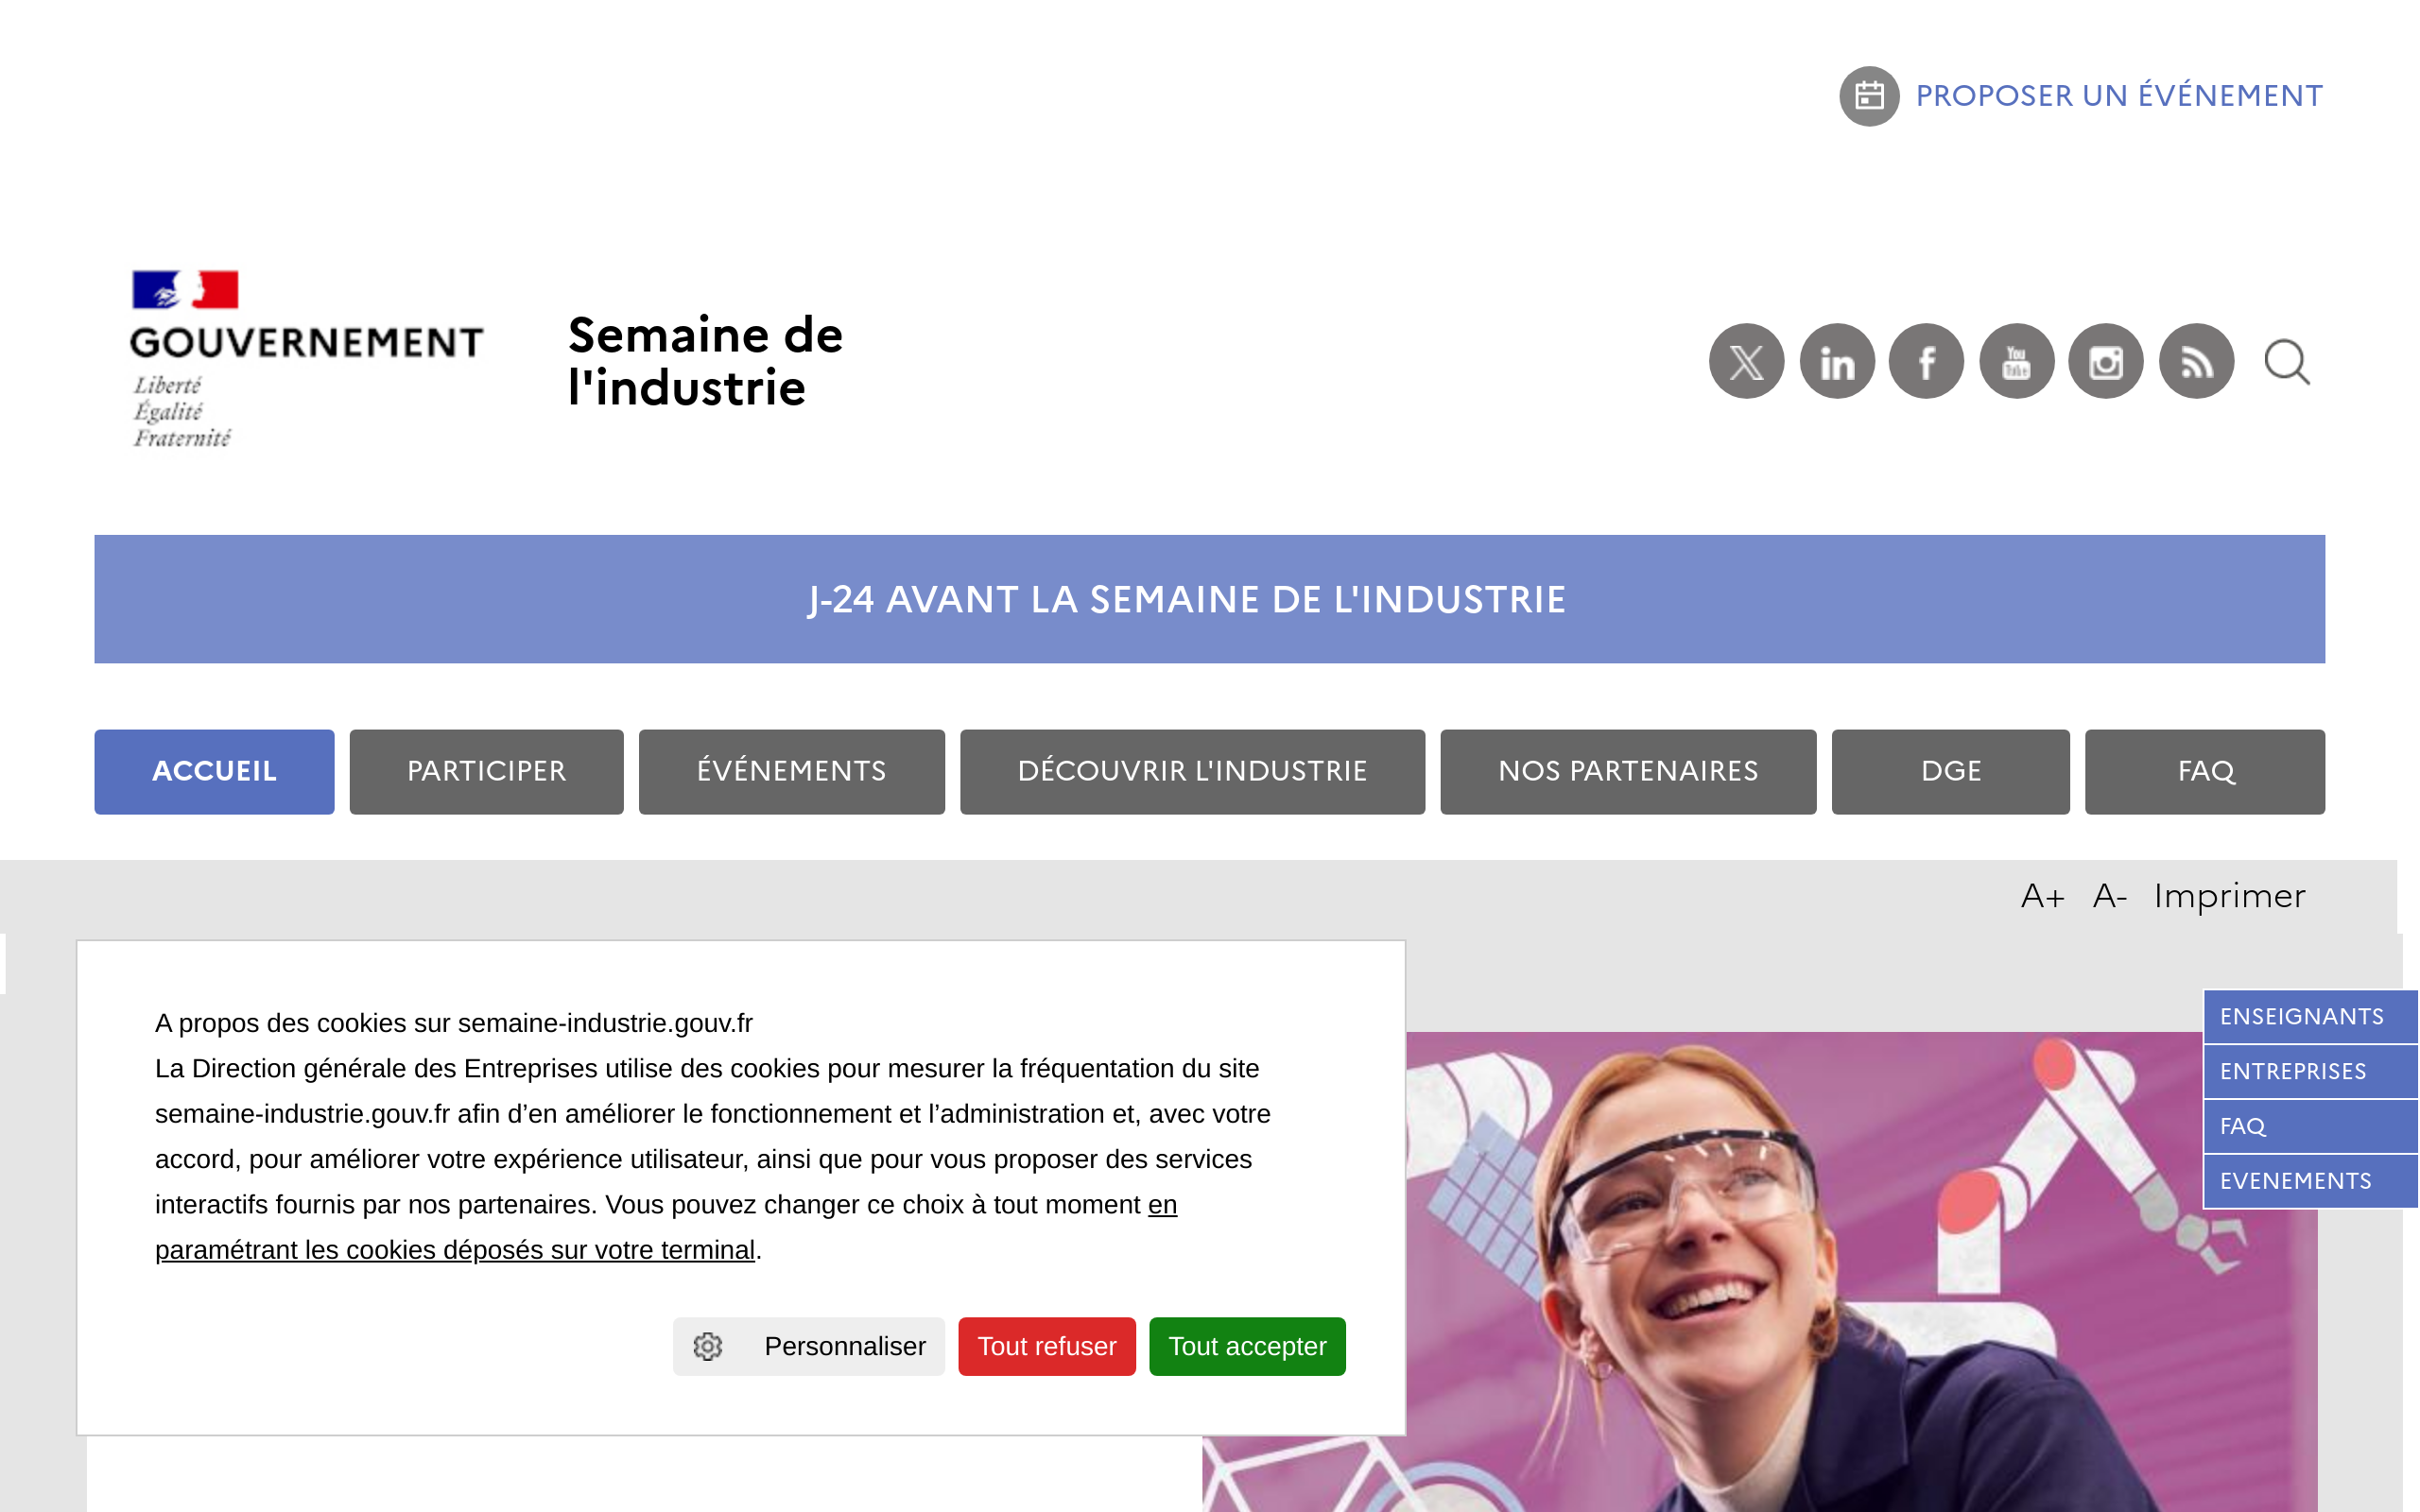 PROPOSER UN ÉVÉNEMENT
GOUVERNEMENT
Liberté
Égalité
Fraternité
Semaine de
l'industrie
You
Tube
J-24 AVANT LA SEMAINE DE L'INDUSTRIE
ACCUEIL
PARTICIPER
ÉVÉNEMENTS
DÉCOUVRIR L'INDUSTRIE
NOS PARTENAIRES
DGE
FAQ
A+ A- Imprimer
A propos des cookies sur semaine-industrie.gouv.fr
La Direction générale des Entreprises utilise des cookies pour mesurer la fréquentation du site
semaine-industrie.gouv.fr afin d’en améliorer le fonctionnement et l’administration et, avec votre
accord, pour améliorer votre expérience utilisateur, ainsi que pour vous proposer des services
interactifs fournis par nos partenaires. Vous pouvez changer ce choix à tout moment en
paramétrant les cookies déposés sur votre terminal.
Personnaliser
Tout refuser
Tout accepter
ENSEIGNANTS
ENTREPRISES
FAQ
EVENEMENTS